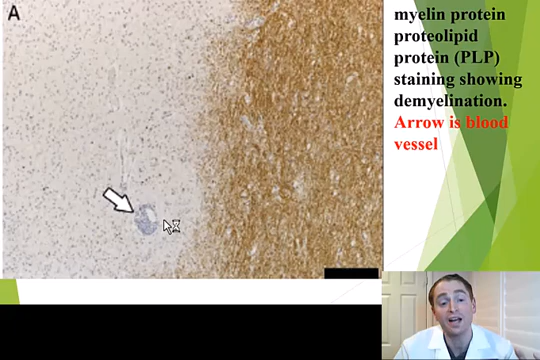 A
myelin protein
proteolipid
protein (PLP)
staining showing
demyelination.
Arrow is blood
vessel